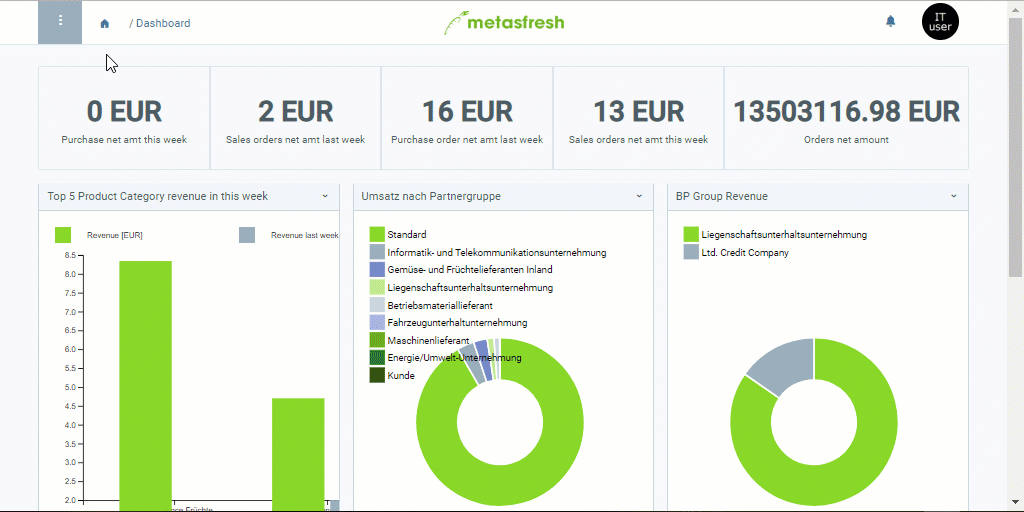 / Dashboard
metasfresh
IT
user
0 EUR
Purchase net amt this week
2 EUR
Sales orders net amt last week
16 EUR
Purchase order net amt last week
13 EUR
Sales orders net amt this week
13503116.98 EUR
Orders net amount
Top 5 Product Category revenue in this week
Revenue [EUR]
Revenue last week
8.5
8.0
7.5
7.0
6.5
6.0
5.5
5.0
4.5
4.0
3.5
3.0
2.5
2.0
Früchte
Umsatz nach Partnergruppe
Standard
Informatik- und Telekommunikationsunternehmung
Gemüse- und Früchtelieferanten Inland
Liegenschaftsunterhaltsunternehmung
Betriebsmateriallieferant
Fahrzeugunterhaltunternehmung
Maschinenlieferant
Energie/Umwelt-Unternehmung
Kunde
BP Group Revenue
Liegenschaftsunterhaltsunternehmung
Ltd. Credit Company